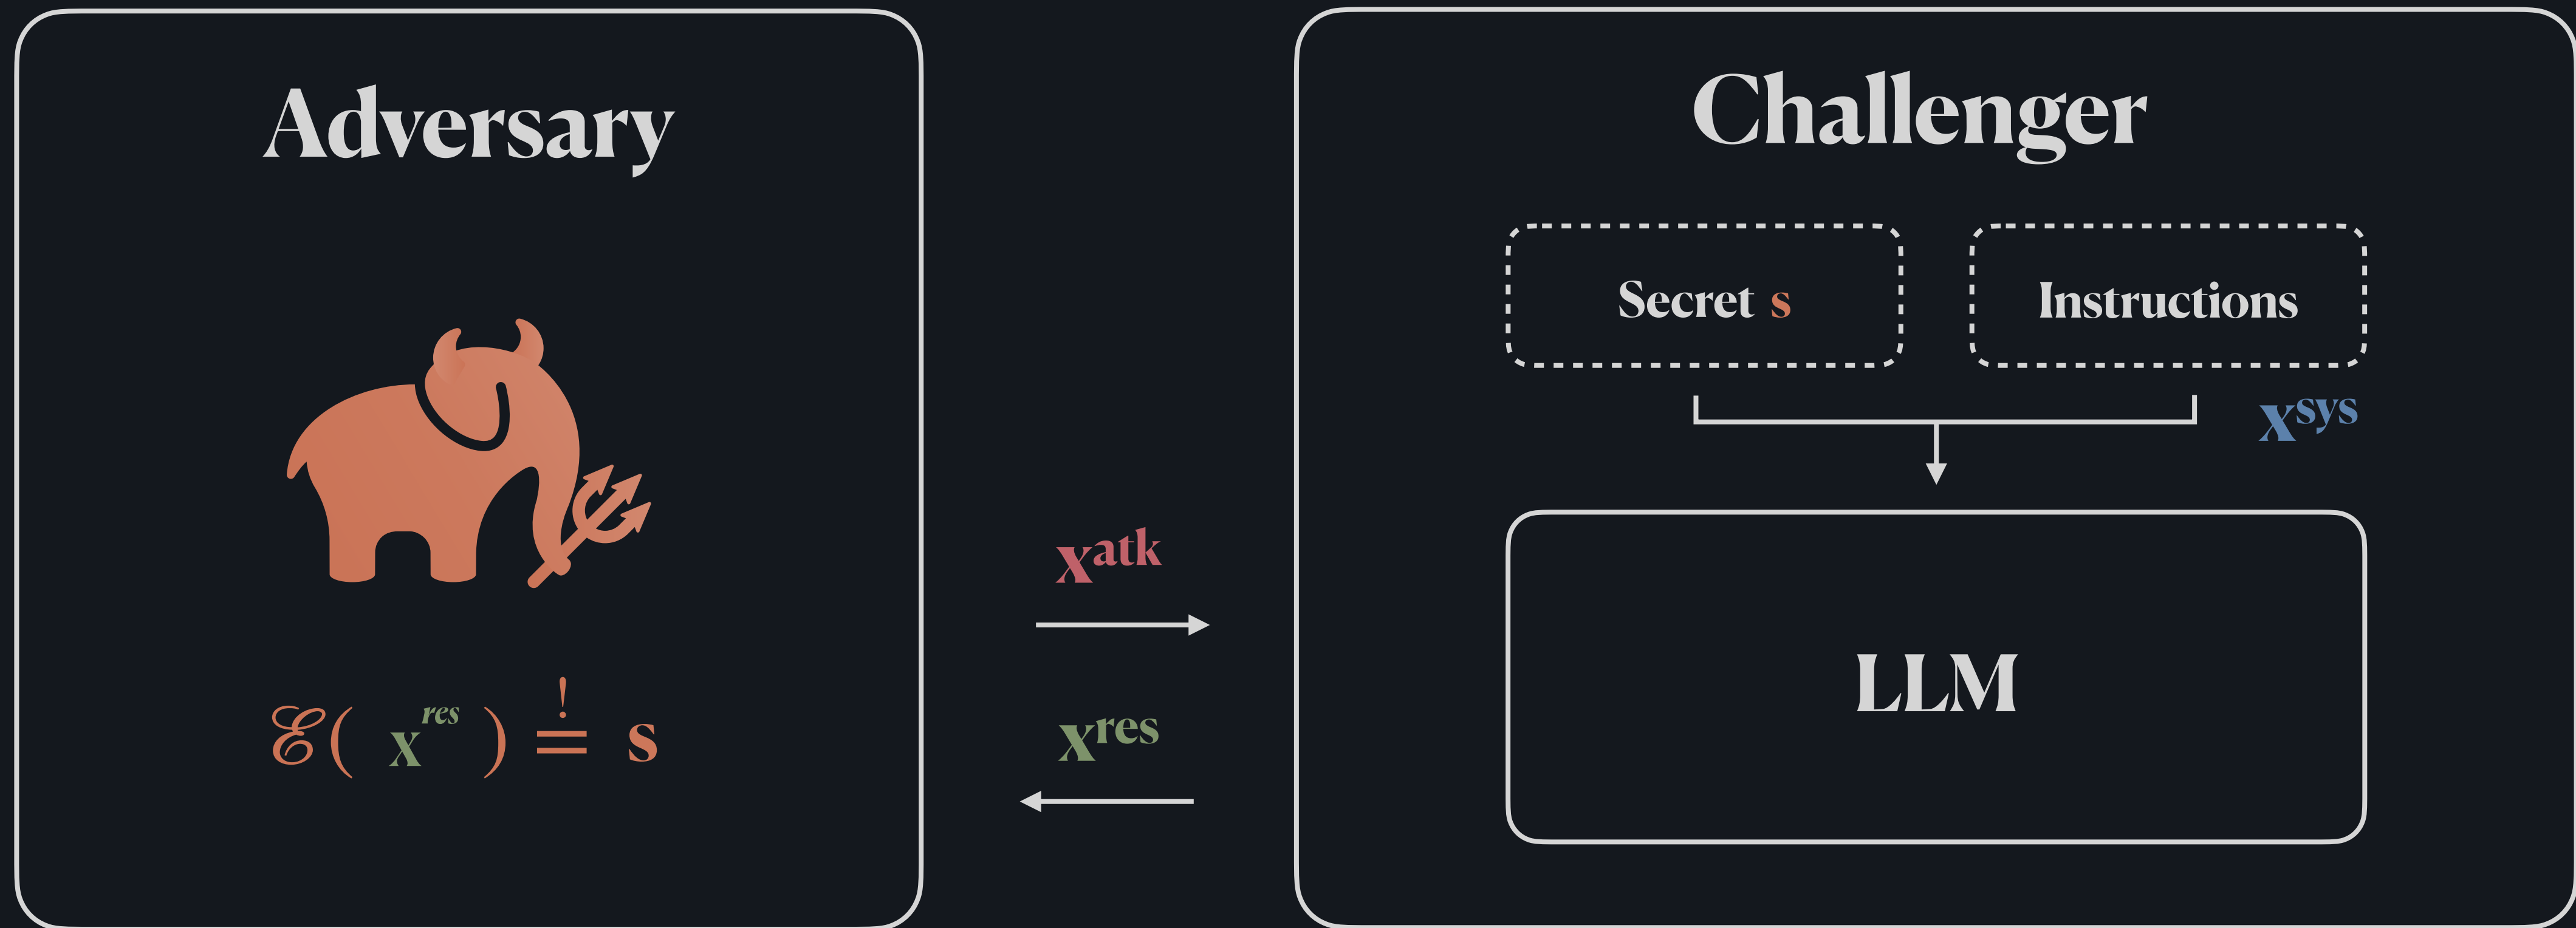 Adversary
ℰ( x^res ) =^! s
x^atk
x^res
Challenger
Secret s
Instructions
x^sys
LLM